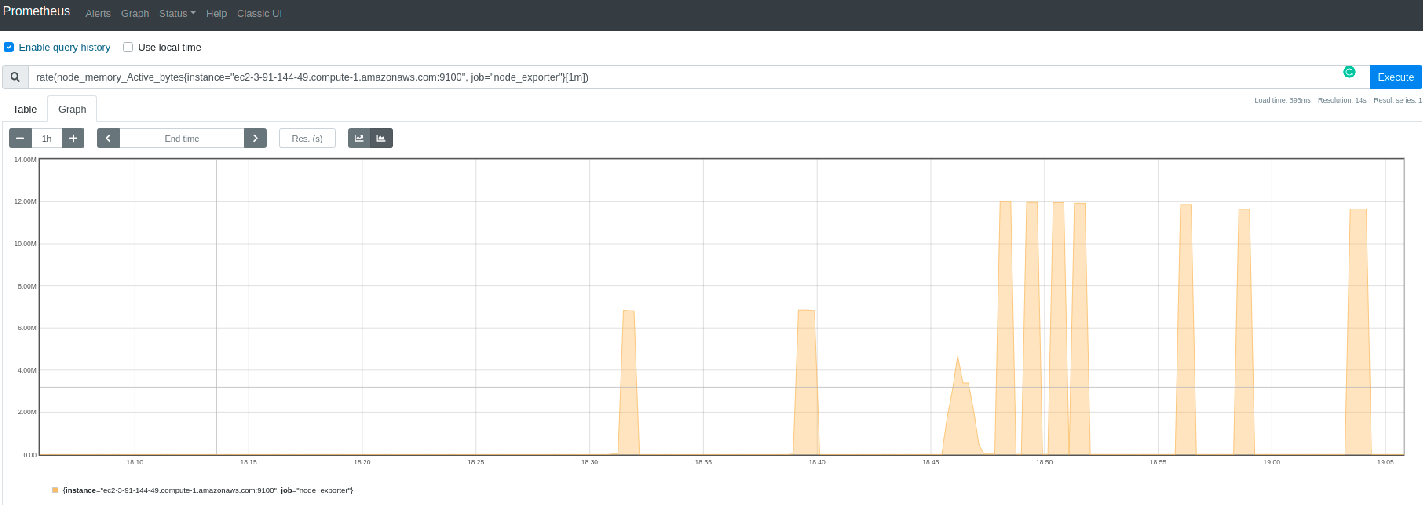 Prometheus Alerts Graph Status Help Classic UI
Enable query history Use local time
rate(node_memory_Active_bytes{instance="ec2-3-91-144-49.compute-1.amazonaws.com:9100", job="node_exporter"}[1m]) Execute
Table Graph Load time: 393ms Resolution: 14s Result series: 1
1h End time Res. (s)
14.00M
12.00M
10.00M
8.00M
6.00M
4.00M
2.00M
0.00
18:10 18:15 18:20 18:25 18:30 18:35 18:40 18:45 18:50 18:55 19:00 19:05
{instance="ec2-3-91-144-49.compute-1.amazonaws.com:9100", job="node_exporter"}